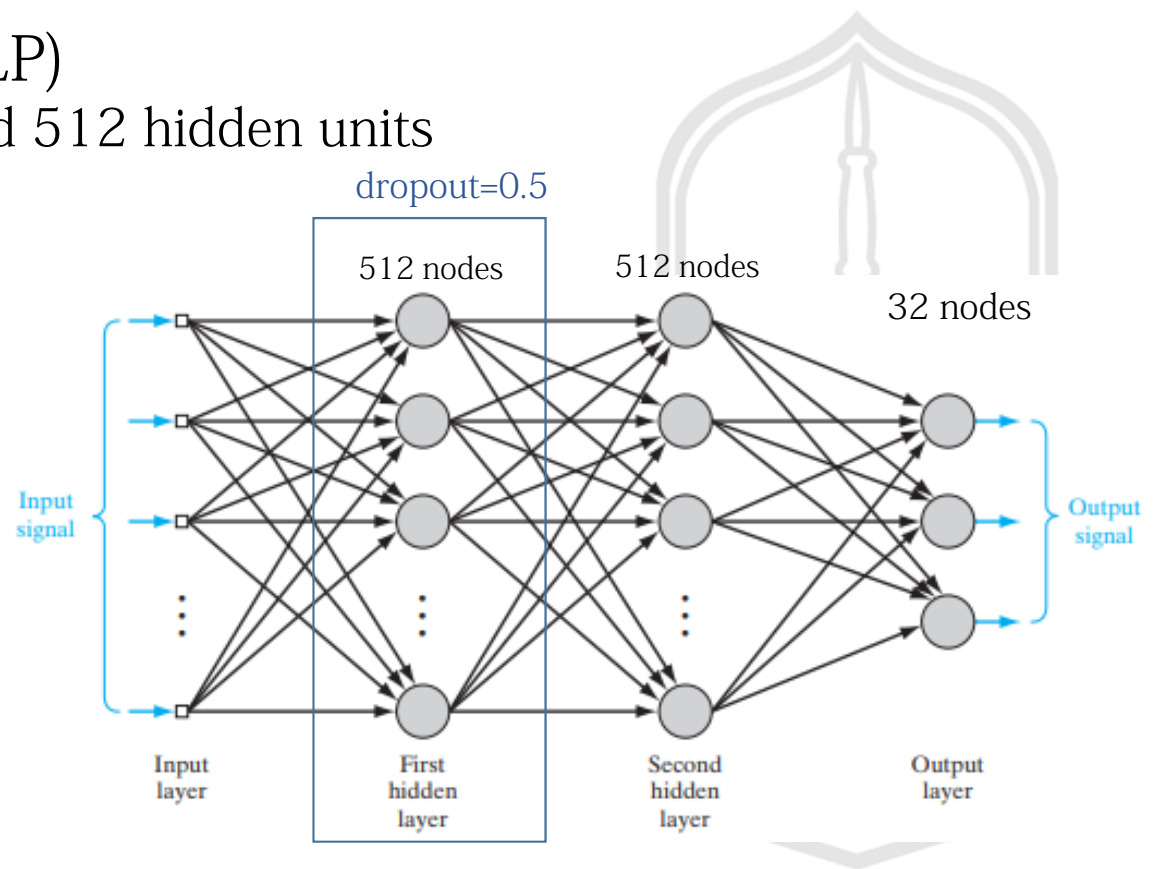 LP)
d 512 hidden units
dropout=0.5
512 nodes
512 nodes
32 nodes
Input
signal
Output
signal
Input
layer
First
hidden
layer
Second
hidden
layer
Output
layer